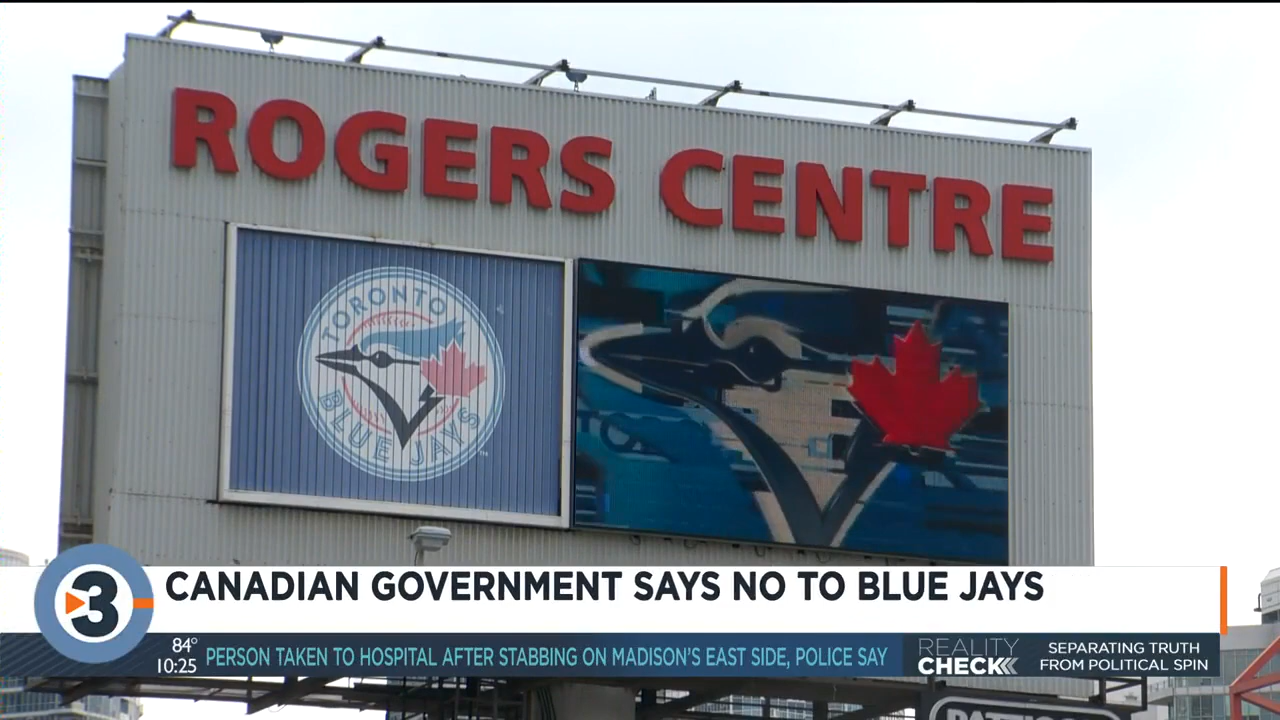 ROGERS CENTRE
TORONTO
BLUE JAYS
TM
3
CANADIAN GOVERNMENT SAYS NO TO BLUE JAYS
84°
10:25
PERSON TAKEN TO HOSPITAL AFTER STABBING ON MADISON'S EAST SIDE, POLICE SAY
REALITY
CHECK
SEPARATING TRUTH
FROM POLITICAL SPIN